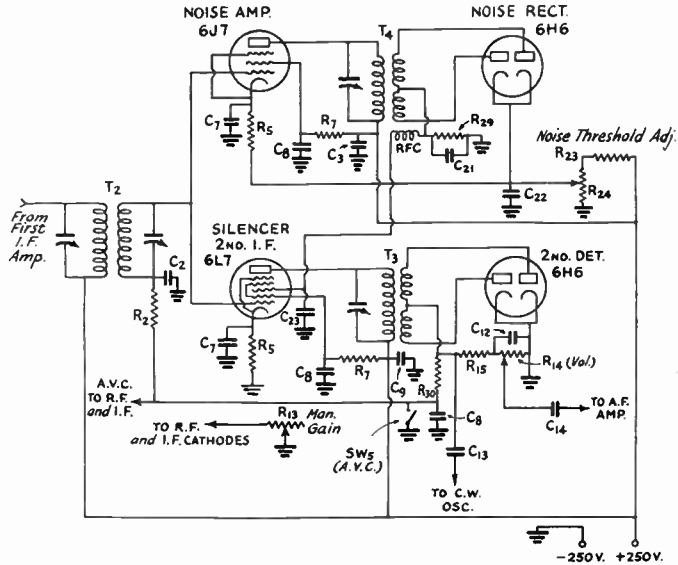 NOISE AMP.
6J7
NOISE RECT.
6H6
T4
C7
R5
R7
C8
C3
RFC
R29
C21
C22
Noise Threshold Adj.
R23
R24
T2
From
First
I.F.
Amp.
C2
R2
SILENCER
2ND. I.F.
6L7
C7
R5
C23
C8
R7
C9
T3
2ND. DET.
6H6
C12
R15
R14 (Vol.)
R30
C8
C13
C14
TO A.F.
AMP.
A.V.C.
TO R.F.
and I.F.
TO R.F.
and I.F. CATHODES
R13
Man.
Gain
SW5
(A.V.C.)
TO C.W.
OSC.
-250V.
+250V.